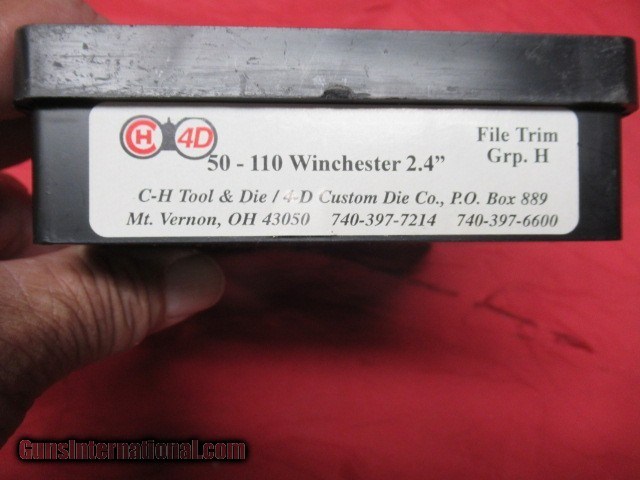 CH 4D
50 - 110 Winchester 2.4”
File Trim
Grp. H
C-H Tool & Die / 4-D Custom Die Co., P.O. Box 889
Mt. Vernon, OH 43050 740-397-7214 740-397-6600
GunsInternational.com